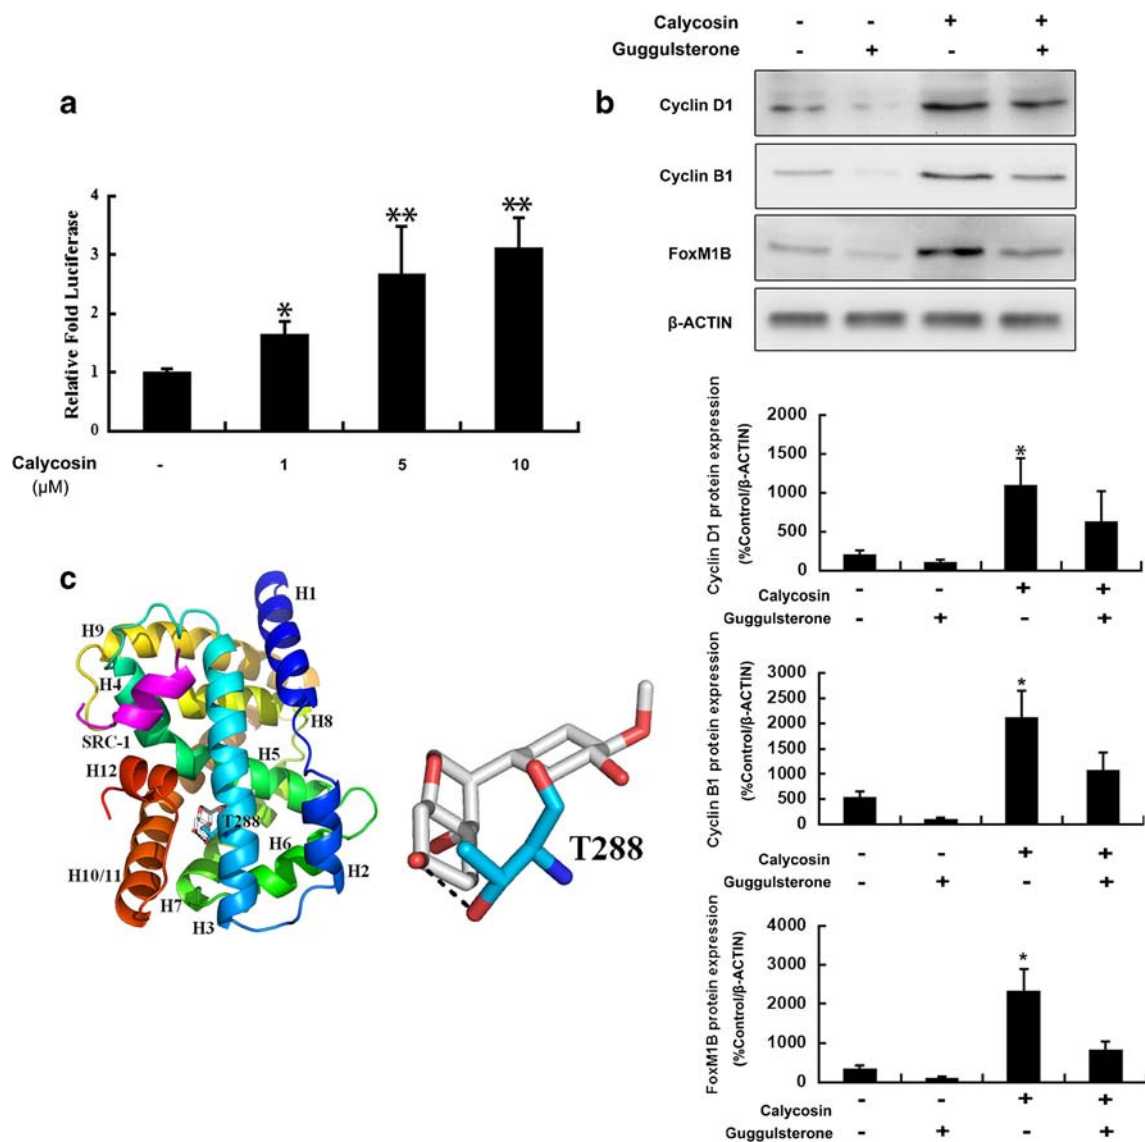 a
Relative Fold Luciferase
4
3
2
1
0
* ** **
Calycosin - 1 5 10
(µM)
b
Calycosin - - + +
Guggulsterone - + - +
Cyclin D1
Cyclin B1
FoxM1B
β-ACTIN
Cyclin D1 protein expression
(%Control/β-ACTIN)
2000
1500
1000
500
0
*
Calycosin - - + +
Guggulsterone - + - +
Cyclin B1 protein expression
(%Control/β-ACTIN)
3000
2500
2000
1500
1000
500
0
*
Calycosin - - + +
Guggulsterone - + - +
FoxM1B protein expression
(%Control/β-ACTIN)
4000
3000
2000
1000
0
*
Calycosin - - + +
Guggulsterone - + - +
c
H1
H9
H4
H8
SRC-1
H5
H12
T288
H6
H2
H10/11
H7
H3
T288